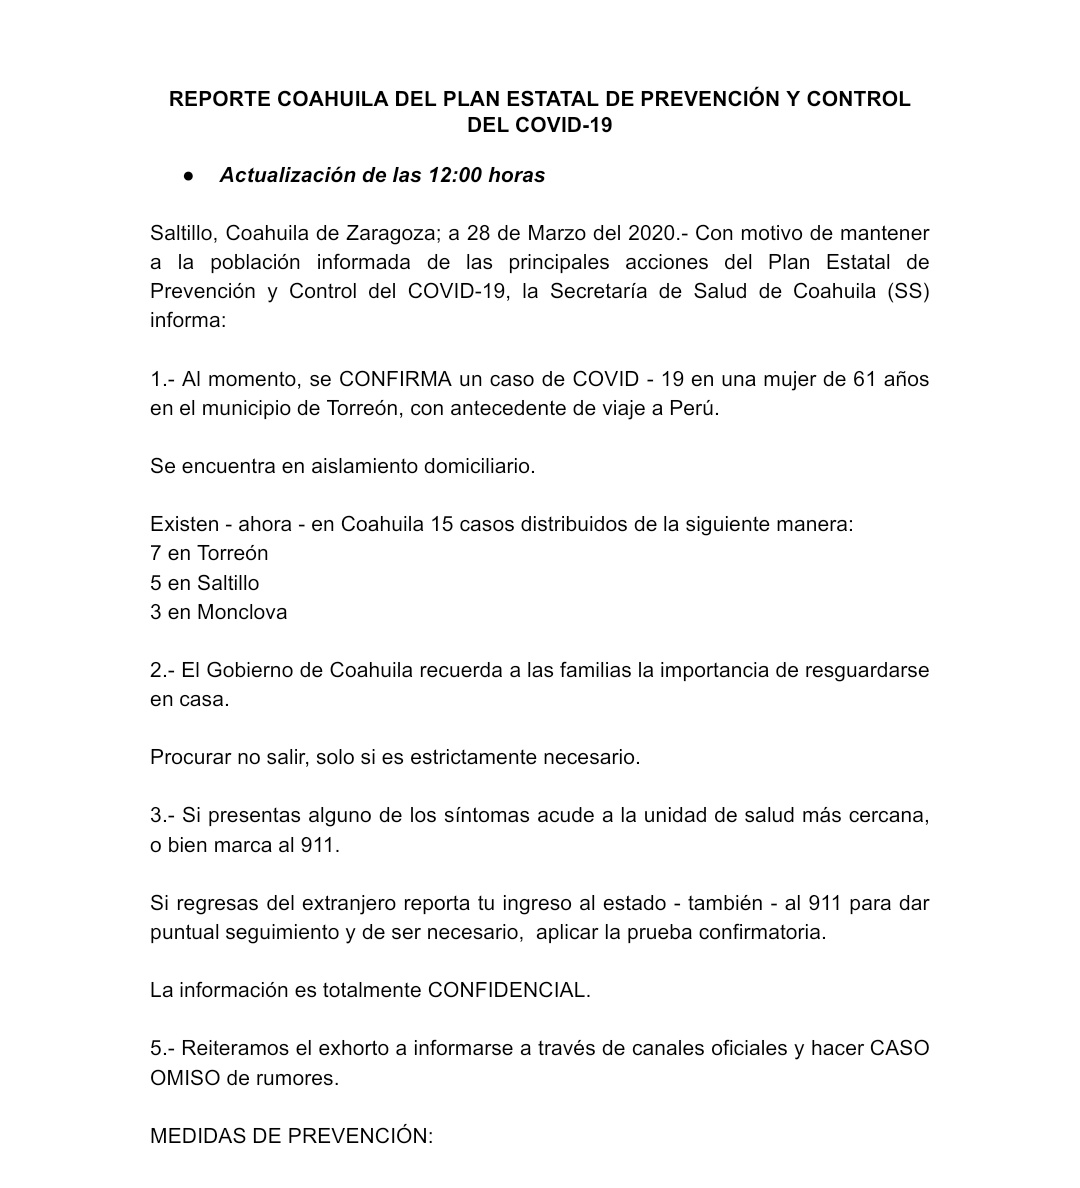 REPORTE COAHUILA DEL PLAN ESTATAL DE PREVENCIÓN Y CONTROL
DEL COVID-19
● Actualización de las 12:00 horas
Saltillo, Coahuila de Zaragoza; a 28 de Marzo del 2020.- Con motivo de mantener
a la población informada de las principales acciones del Plan Estatal de
Prevención y Control del COVID-19, la Secretaría de Salud de Coahuila (SS)
informa:
1.- Al momento, se CONFIRMA un caso de COVID - 19 en una mujer de 61 años
en el municipio de Torreón, con antecedente de viaje a Perú.
Se encuentra en aislamiento domiciliario.
Existen - ahora - en Coahuila 15 casos distribuidos de la siguiente manera:
7 en Torreón
5 en Saltillo
3 en Monclova
2.- El Gobierno de Coahuila recuerda a las familias la importancia de resguardarse
en casa.
Procurar no salir, solo si es estrictamente necesario.
3.- Si presentas alguno de los síntomas acude a la unidad de salud más cercana,
o bien marca al 911.
Si regresas del extranjero reporta tu ingreso al estado - también - al 911 para dar
puntual seguimiento y de ser necesario,  aplicar la prueba confirmatoria.
La información es totalmente CONFIDENCIAL.
5.- Reiteramos el exhorto a informarse a través de canales oficiales y hacer CASO
OMISO de rumores.
MEDIDAS DE PREVENCIÓN: